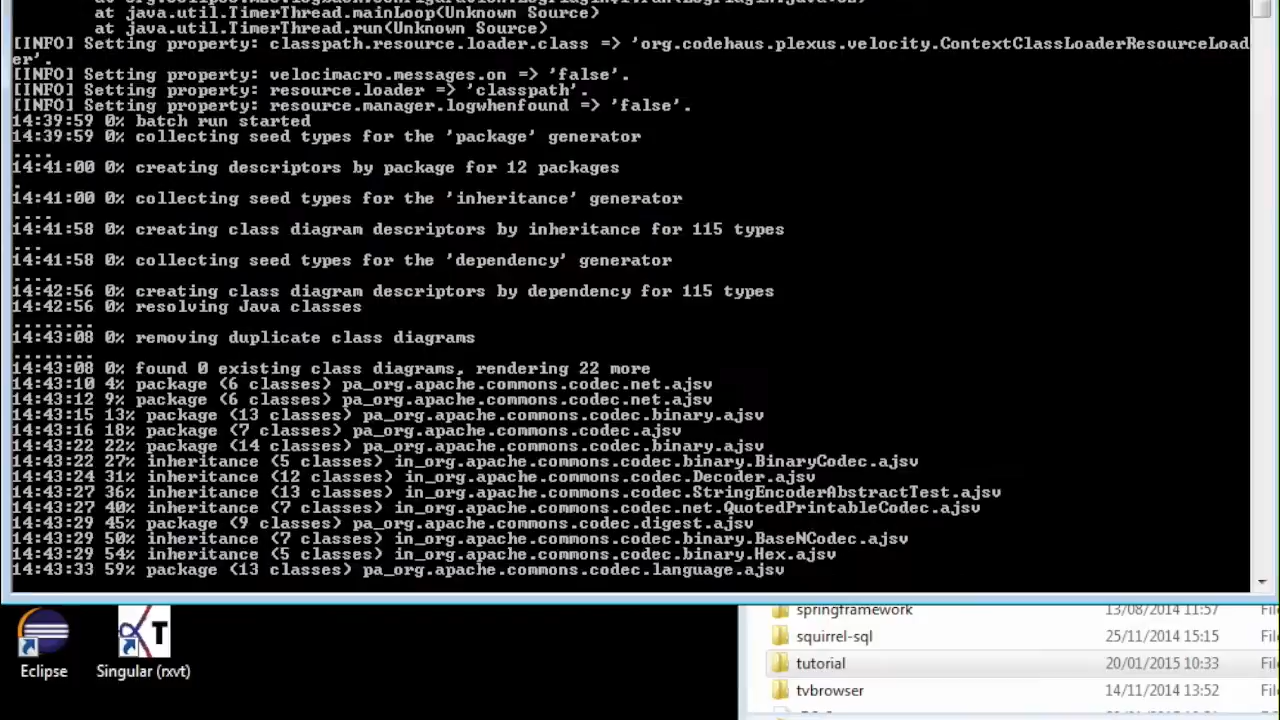 at java.util.TimerThread.mainLoop(Unknown Source)
at java.util.TimerThread.run(Unknown Source)
[INFO] Setting property: classpath.resource.loader.class => 'org.codehaus.plexus.velocity.ContextClassLoaderResourceLoad
er'.
[INFO] Setting property: velocimacro.messages.on => 'false'.
[INFO] Setting property: resource.loader => 'classpath'.
[INFO] Setting property: resource.manager.logwhenfound => 'false'.
14:39:59 0% batch run started
14:39:59 0% collecting seed types for the 'package' generator
....
14:41:00 0% creating descriptors by package for 12 packages
.
14:41:00 0% collecting seed types for the 'inheritance' generator
....
14:41:58 0% creating class diagram descriptors by inheritance for 115 types
...
14:41:58 0% collecting seed types for the 'dependency' generator
....
14:42:56 0% creating class diagram descriptors by dependency for 115 types
14:42:56 0% resolving Java classes
........
14:43:08 0% removing duplicate class diagrams
........
14:43:08 0% found 0 existing class diagrams, rendering 22 more
14:43:10 4% package (6 classes) pa_org.apache.commons.codec.net.ajsv
14:43:12 9% package (6 classes) pa_org.apache.commons.codec.net.ajsv
14:43:15 13% package (13 classes) pa_org.apache.commons.codec.binary.ajsv
14:43:16 18% package (7 classes) pa_org.apache.commons.codec.ajsv
14:43:22 22% package (14 classes) pa_org.apache.commons.codec.binary.ajsv
14:43:22 27% inheritance (5 classes) in_org.apache.commons.codec.binary.BinaryCodec.ajsv
14:43:24 31% inheritance (12 classes) in_org.apache.commons.codec.Decoder.ajsv
14:43:27 36% inheritance (13 classes) in_org.apache.commons.codec.StringEncoderAbstractTest.ajsv
14:43:27 40% inheritance (7 classes) in_org.apache.commons.codec.net.QuotedPrintableCodec.ajsv
14:43:29 45% package (9 classes) pa_org.apache.commons.codec.digest.ajsv
14:43:29 50% inheritance (7 classes) in_org.apache.commons.codec.binary.BaseNCodec.ajsv
14:43:29 54% inheritance (5 classes) in_org.apache.commons.codec.binary.Hex.ajsv
14:43:33 59% package (13 classes) pa_org.apache.commons.codec.language.ajsv
Eclipse
Singular (rxvt)
springframework 13/08/2014 11:57
squirrel-sql 25/11/2014 15:15
tutorial 20/01/2015 10:33
tvbrowser 14/11/2014 13:52